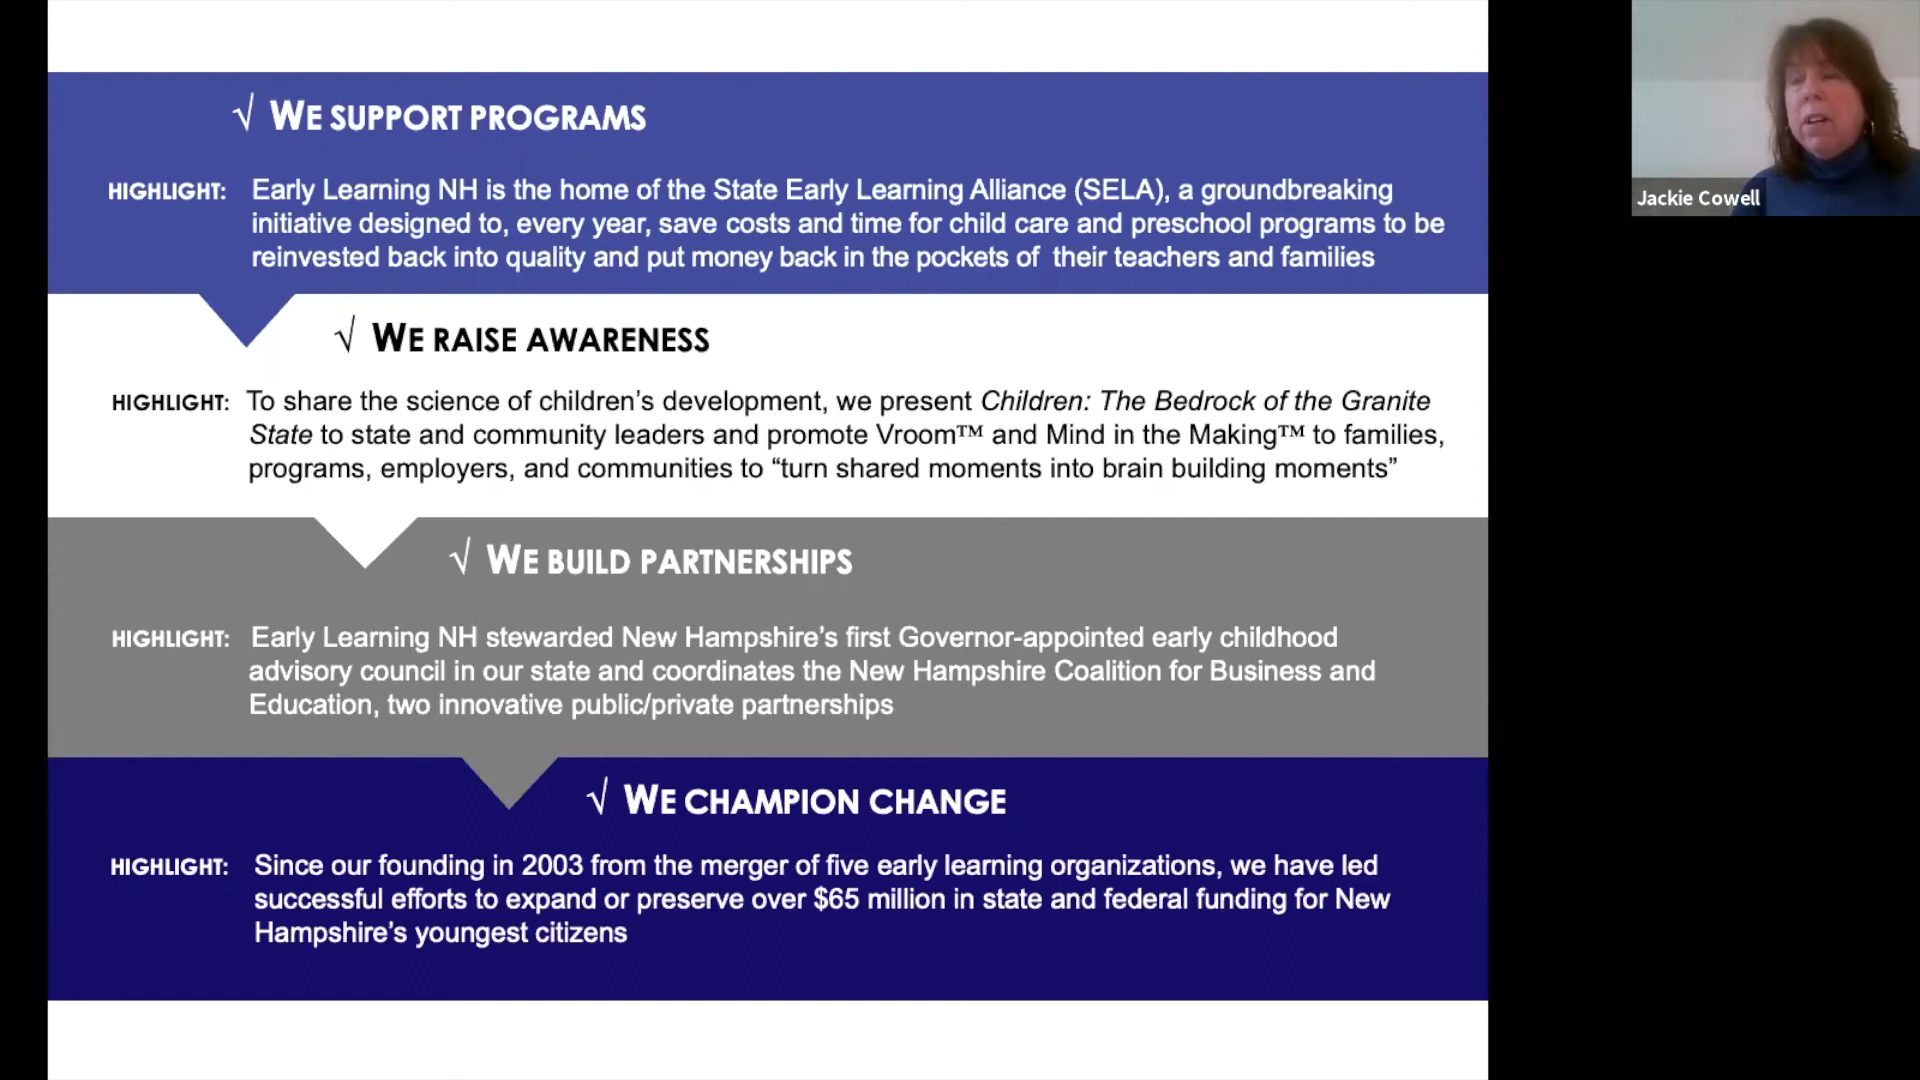 √ WE SUPPORT PROGRAMS
HIGHLIGHT: Early Learning NH is the home of the State Early Learning Alliance (SELA), a groundbreaking
initiative designed to, every year, save costs and time for child care and preschool programs to be
reinvested back into quality and put money back in the pockets of their teachers and families
√ WE RAISE AWARENESS
HIGHLIGHT: To share the science of children’s development, we present Children: The Bedrock of the Granite
State to state and community leaders and promote Vroom™ and Mind in the Making™ to families,
programs, employers, and communities to “turn shared moments into brain building moments”
√ WE BUILD PARTNERSHIPS
HIGHLIGHT: Early Learning NH stewarded New Hampshire’s first Governor-appointed early childhood
advisory council in our state and coordinates the New Hampshire Coalition for Business and
Education, two innovative public/private partnerships
√ WE CHAMPION CHANGE
HIGHLIGHT: Since our founding in 2003 from the merger of five early learning organizations, we have led
successful efforts to expand or preserve over $65 million in state and federal funding for New
Hampshire’s youngest citizens
Jackie Cowell